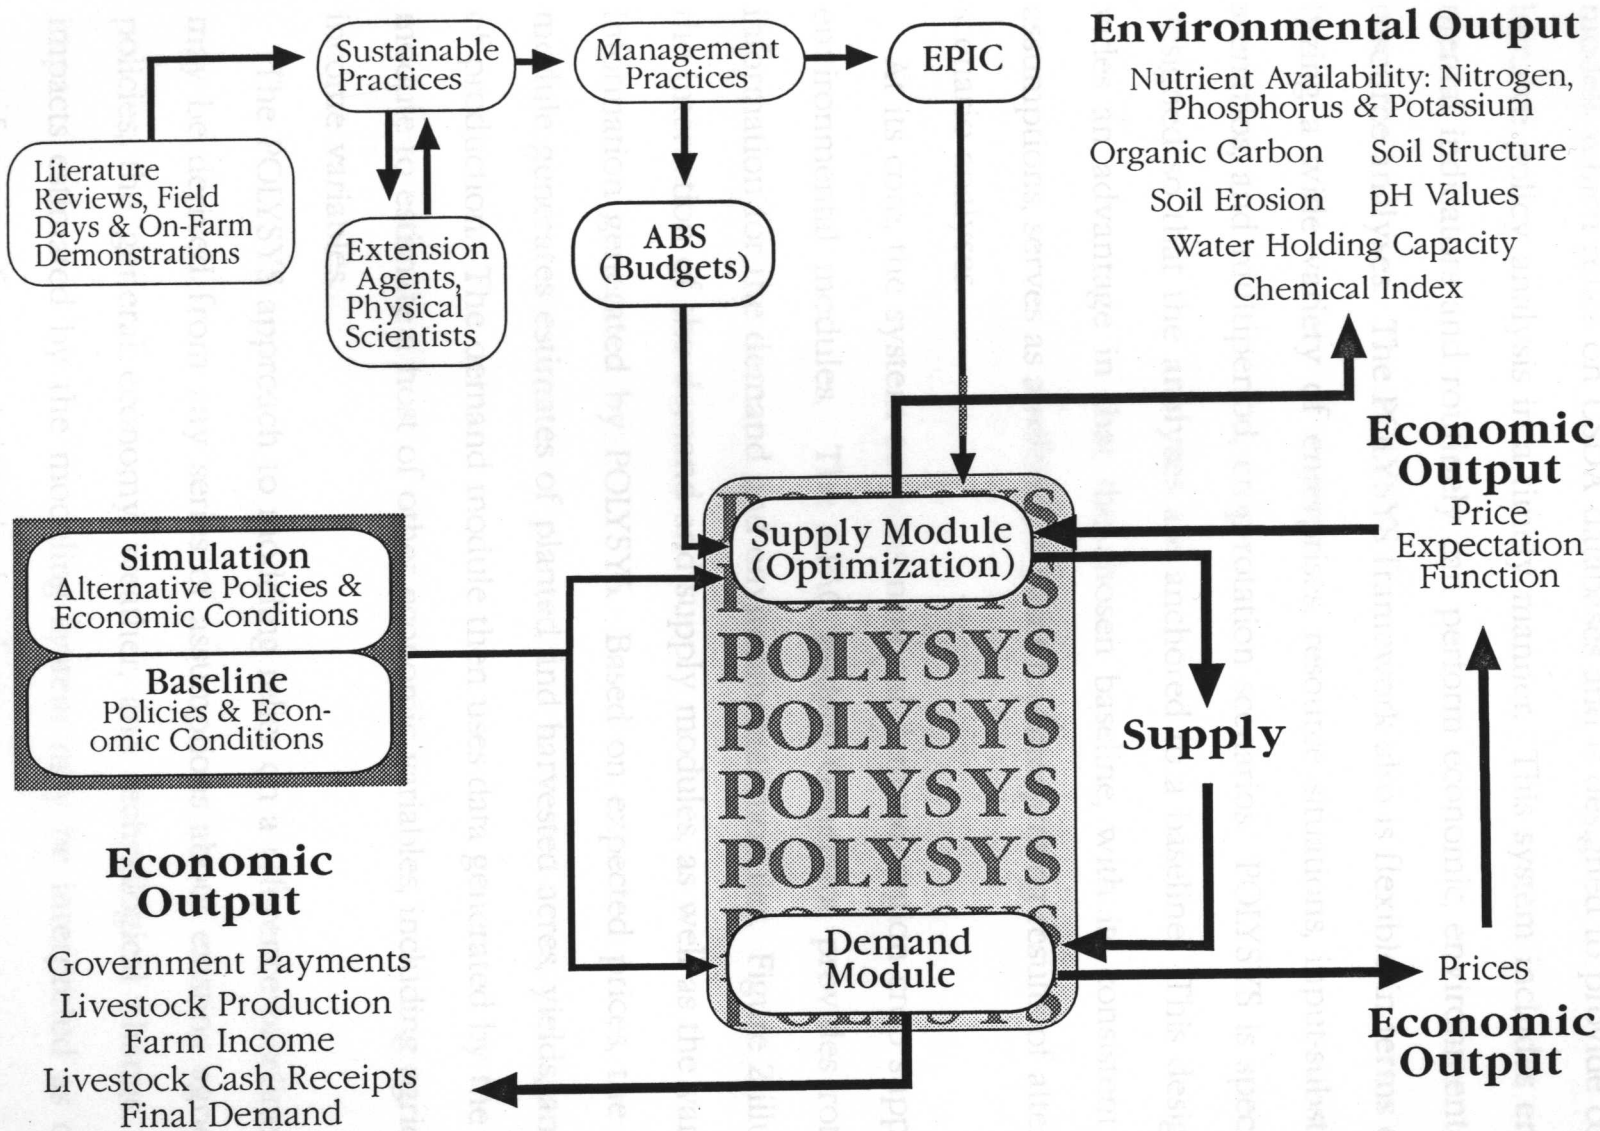 Sustainable
Practices
Management
Practices
EPIC
Literature
Reviews, Field
Days & On-Farm
Demonstrations
Extension
Agents,
Physical
Scientists
ABS
(Budgets)
Environmental Output
Nutrient Availability: Nitrogen,
Phosphorus & Potassium
Organic Carbon Soil Structure
Soil Erosion pH Values
Water Holding Capacity
Chemical Index
Economic
Output
Price
Expectation
Function
Simulation
Alternative Policies &
Economic Conditions
Baseline
Policies & Econ-
omic Conditions
POLYSYS
Supply Module
(Optimization)
POLYSYS
POLYSYS
POLYSYS
POLYSYS
POLYSYS
POLYSYS
Demand
Module
POLYSYS
Supply
Prices
Economic
Output
Economic
Output
Government Payments
Livestock Production
Farm Income
Livestock Cash Receipts
Final Demand